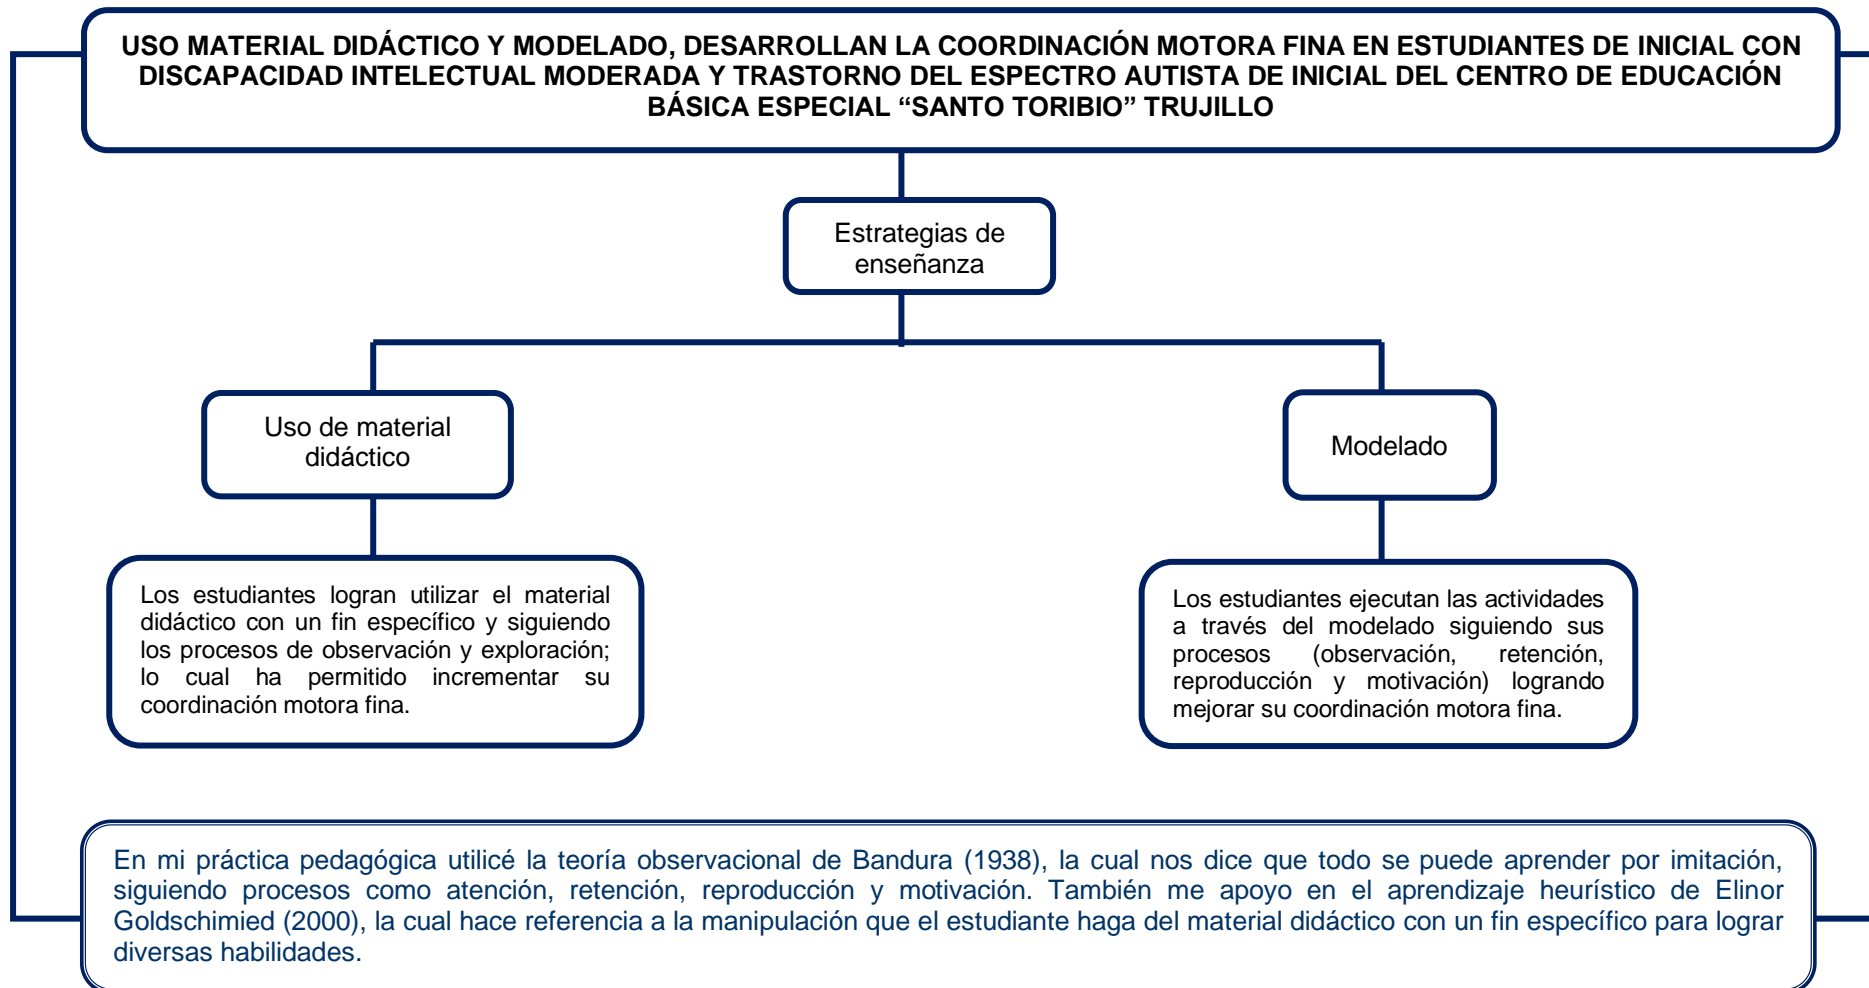 USO MATERIAL DIDÁCTICO Y MODELADO, DESARROLLAN LA COORDINACIÓN MOTORA FINA EN ESTUDIANTES DE INICIAL CON
DISCAPACIDAD INTELECTUAL MODERADA Y TRASTORNO DEL ESPECTRO AUTISTA DE INICIAL DEL CENTRO DE EDUCACIÓN
BÁSICA ESPECIAL “SANTO TORIBIO” TRUJILLO
Estrategias de
enseñanza
Uso de material
didáctico
Modelado
Los estudiantes logran utilizar el material
didáctico con un fin específico y siguiendo
los procesos de observación y exploración;
lo cual ha permitido incrementar su
coordinación motora fina.
Los estudiantes ejecutan las actividades
a través del modelado siguiendo sus
procesos (observación, retención,
reproducción y motivación) logrando
mejorar su coordinación motora fina.
En mi práctica pedagógica utilicé la teoría observacional de Bandura (1938), la cual nos dice que todo se puede aprender por imitación,
siguiendo procesos como atención, retención, reproducción y motivación. También me apoyo en el aprendizaje heurístico de Elinor
Goldschimied (2000), la cual hace referencia a la manipulación que el estudiante haga del material didáctico con un fin específico para lograr
diversas habilidades.